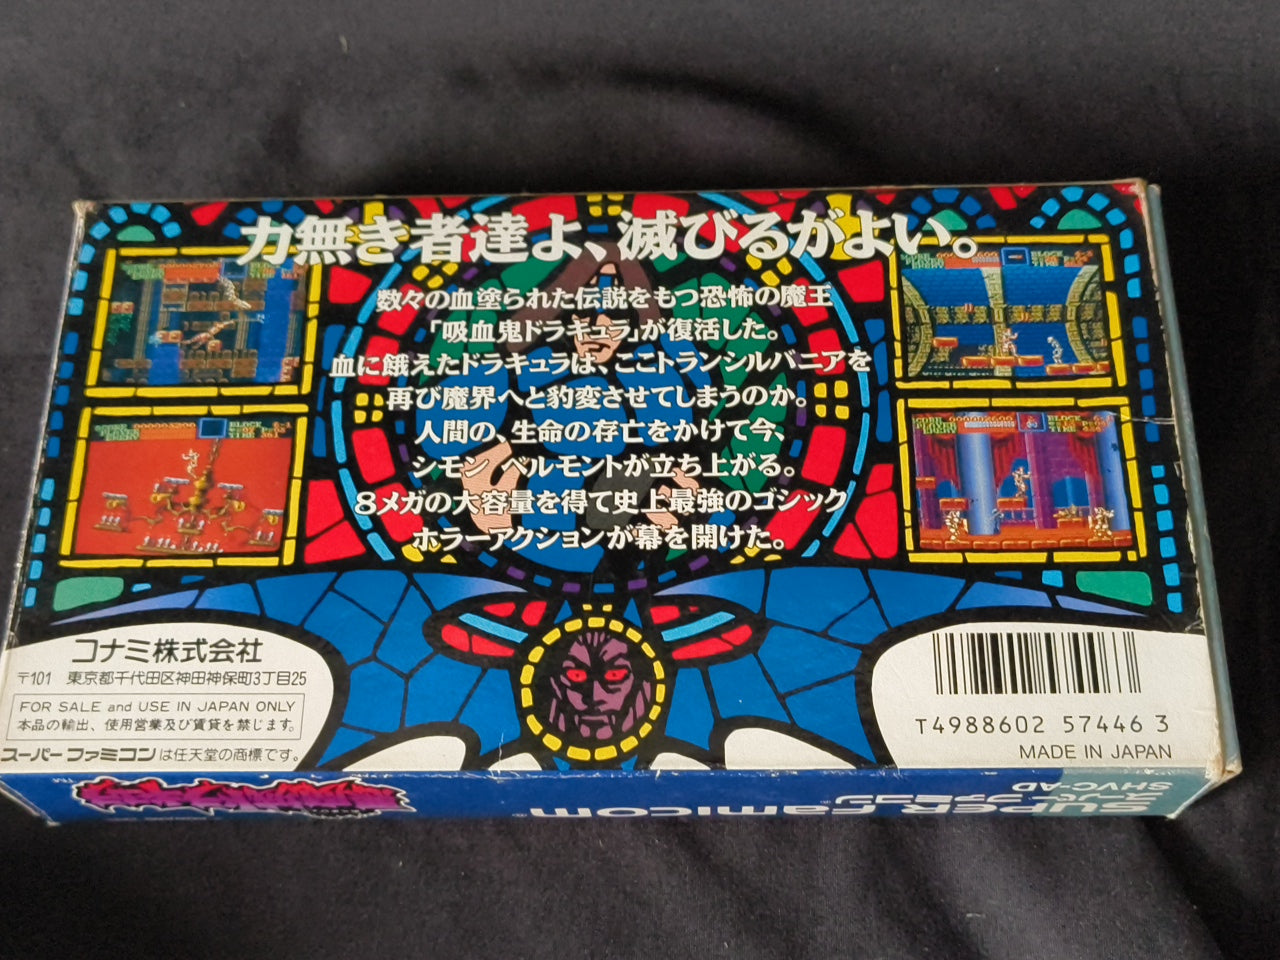 力無き者達よ、滅びるがよい。
数々の血塗られた伝説をもつ恐怖の魔王
「吸血鬼ドラキュラ」が復活した。
血に餓えたドラキュラは、ここトランシルバニアを
再び魔界へと豹変させてしまうのか。
人間の、生命の存亡をかけて今、
シモン ベルモントが立ち上がる。
8メガの大容量を得て史上最強のゴシック
ホラーアクションが幕を開けた。
コナミ株式会社
〒101 東京都千代田区神田神保町3丁目25
FOR SALE and USE IN JAPAN ONLY
本品の輸出、使用営業及び賃貸を禁じます。
スーパーファミコンは任天堂の商標です。
T4988602 57446 3
MADE IN JAPAN
SUPER Famicom®
スーパーファミコン®
SHVC-AD